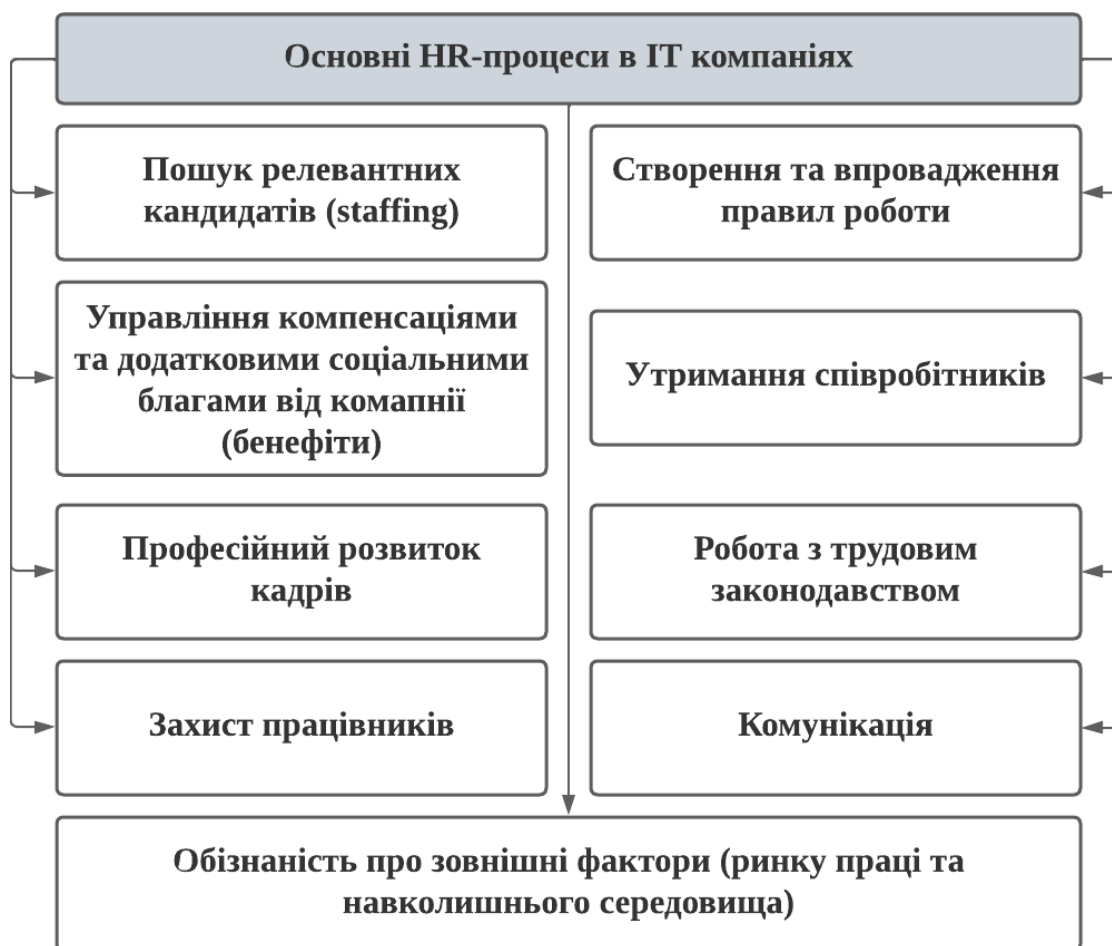 Основні HR-процеси в ІТ компаніях
Пошук релевантних
кандидатів (staffing)
Створення та впровадження
правил роботи
Управління компенсаціями
та додатковими соціальними
благами від комапнії
(бенефіти)
Утримання співробітників
Професійний розвиток
кадрів
Робота з трудовим
законодавством
Захист працівників
Комунікація
Обізнаність про зовнішні фактори (ринку праці та
навколишнього середовища)